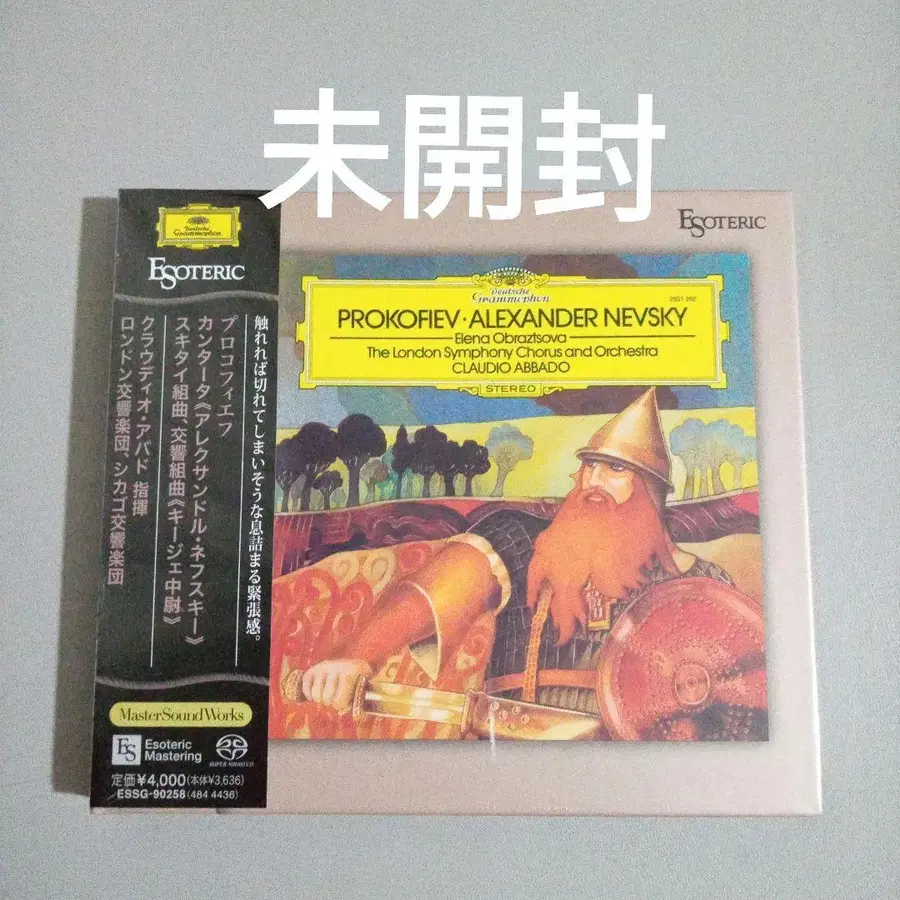 未開封
Deutsche
Grammophon
ESOTERIC
触れれば切れてしまいそうな息詰まる緊張感。
プロコフィエフ
カンタータ《アレクサンドル・ネフスキー》
スキタイ組曲、交響組曲《キージェ中尉》
クラウディオ・アバド 指揮
ロンドン交響楽団、シカゴ交響楽団
MasterSoundWorks
ES
Esoteric
Mastering
SUPER AUDIO CD
定価¥4,000(本体¥3,636)
ESSG-90258(484 4436)
ESOTERIC
Deutsche
Grammophon
2531 202
PROKOFIEV · ALEXANDER NEVSKY
Elena Obraztsova
The London Symphony Chorus and Orchestra
CLAUDIO ABBADO
STEREO